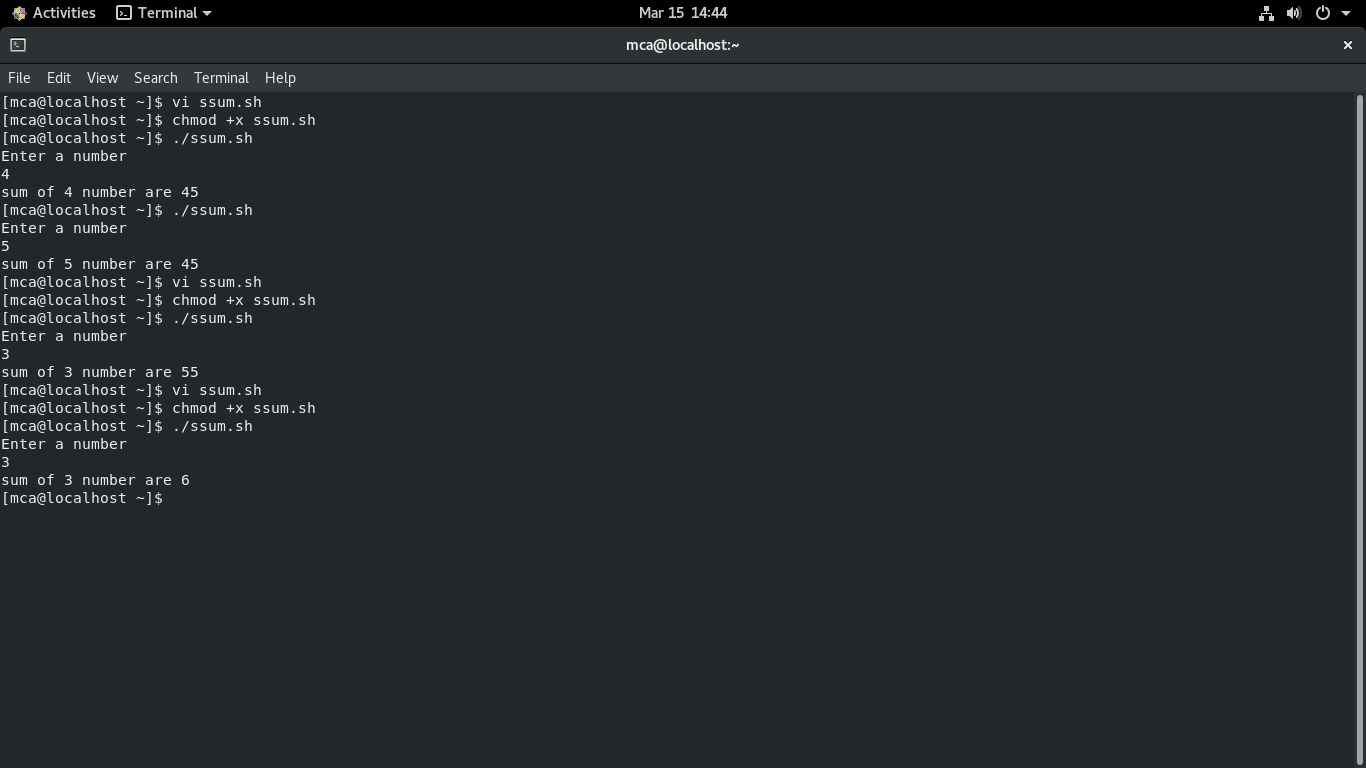 Activities Terminal Mar 15 14:44
mca@localhost:~
File Edit View Search Terminal Help
[mca@localhost ~]$ vi ssum.sh
[mca@localhost ~]$ chmod +x ssum.sh
[mca@localhost ~]$ ./ssum.sh
Enter a number
4
sum of 4 number are 45
[mca@localhost ~]$ ./ssum.sh
Enter a number
5
sum of 5 number are 45
[mca@localhost ~]$ vi ssum.sh
[mca@localhost ~]$ chmod +x ssum.sh
[mca@localhost ~]$ ./ssum.sh
Enter a number
3
sum of 3 number are 55
[mca@localhost ~]$ vi ssum.sh
[mca@localhost ~]$ chmod +x ssum.sh
[mca@localhost ~]$ ./ssum.sh
Enter a number
3
sum of 3 number are 6
[mca@localhost ~]$